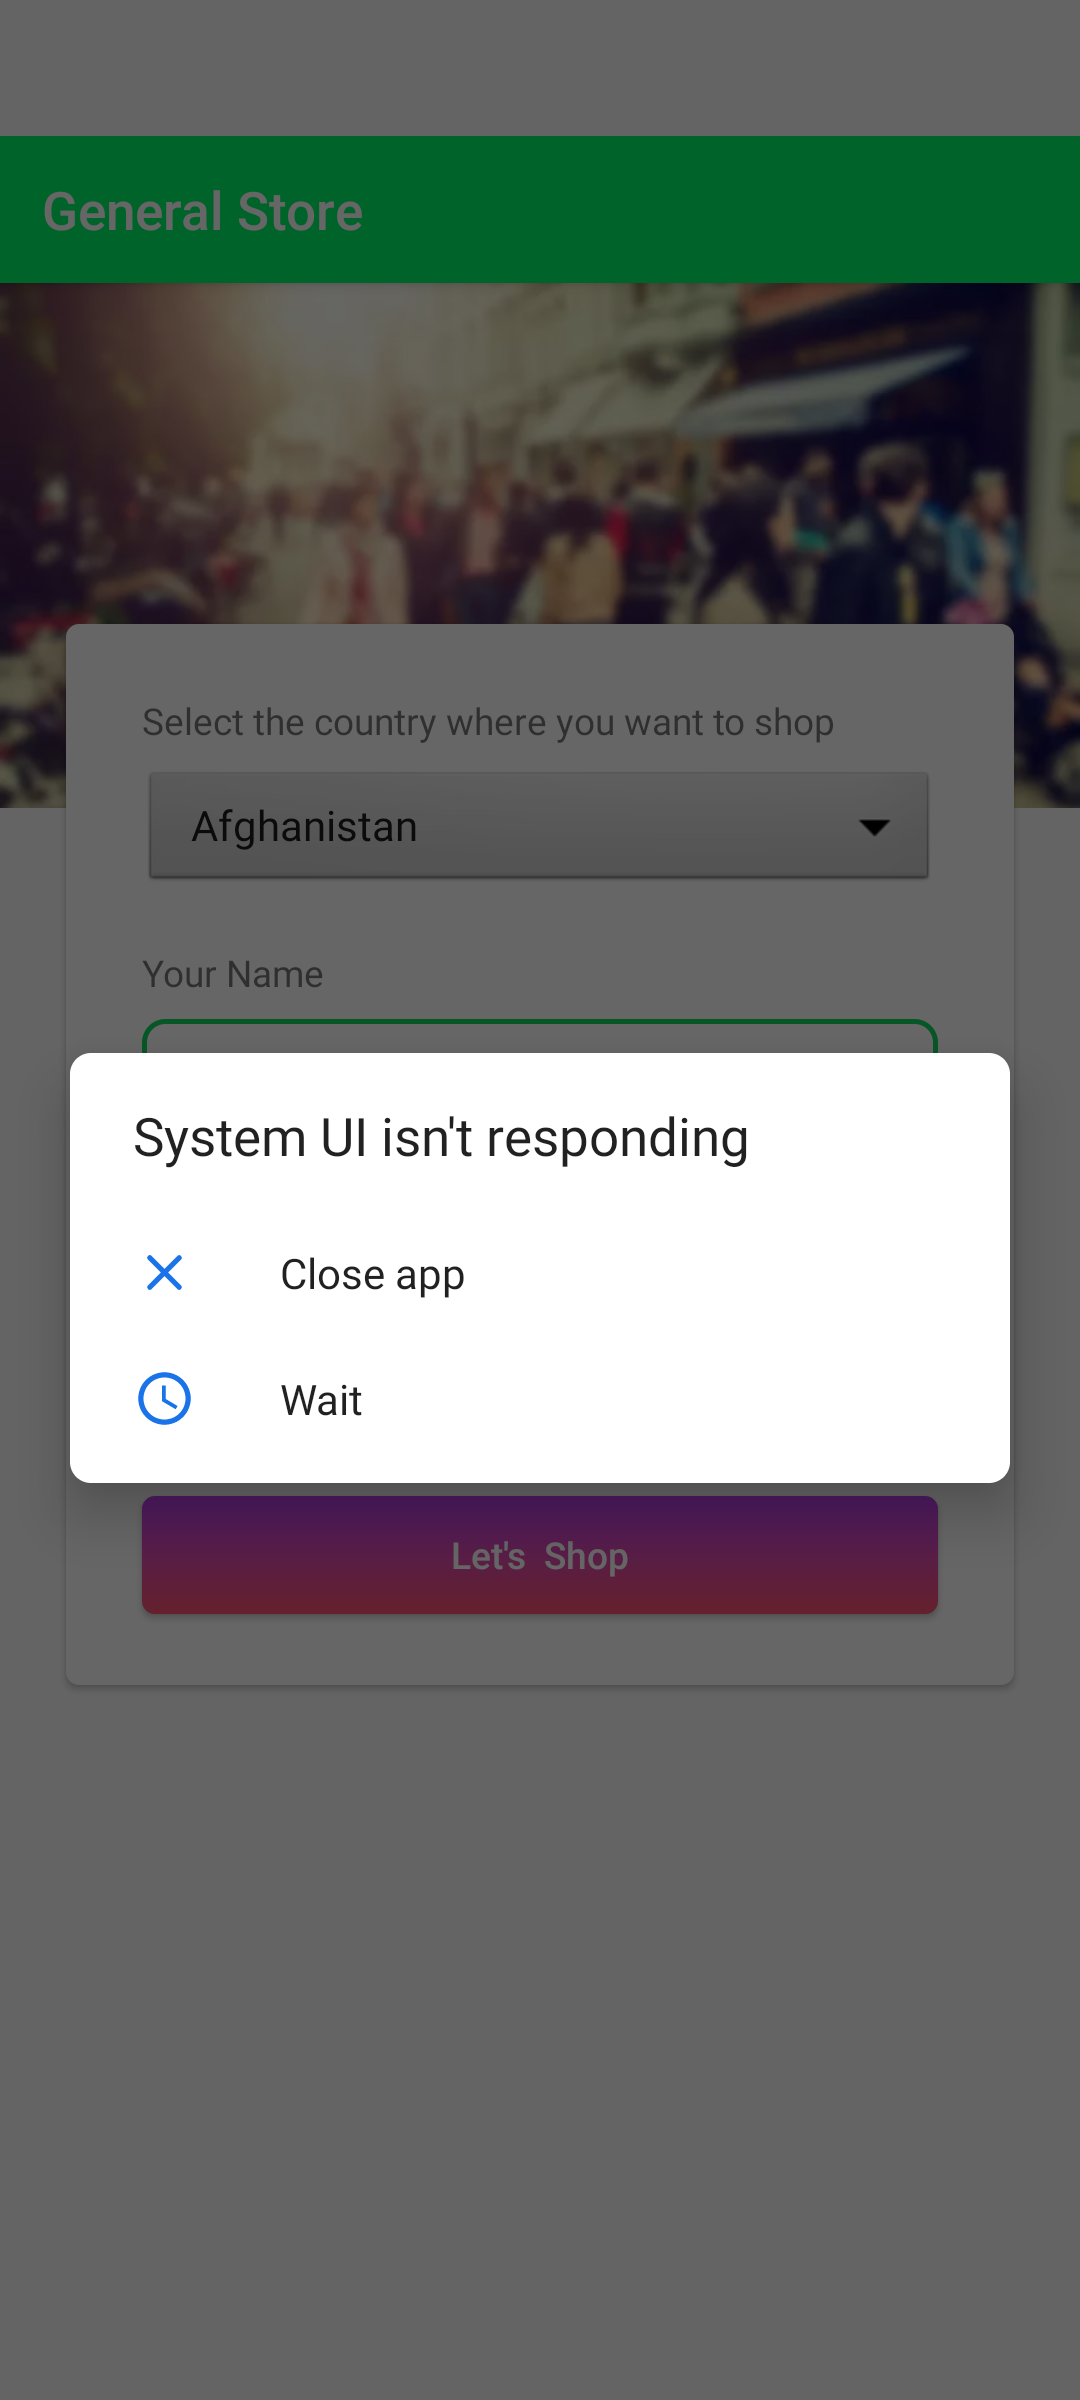 General Store
Select the country where you want to shop
Afghanistan
Your Name
System UI isn't responding
Close app
Wait
Let's  Shop